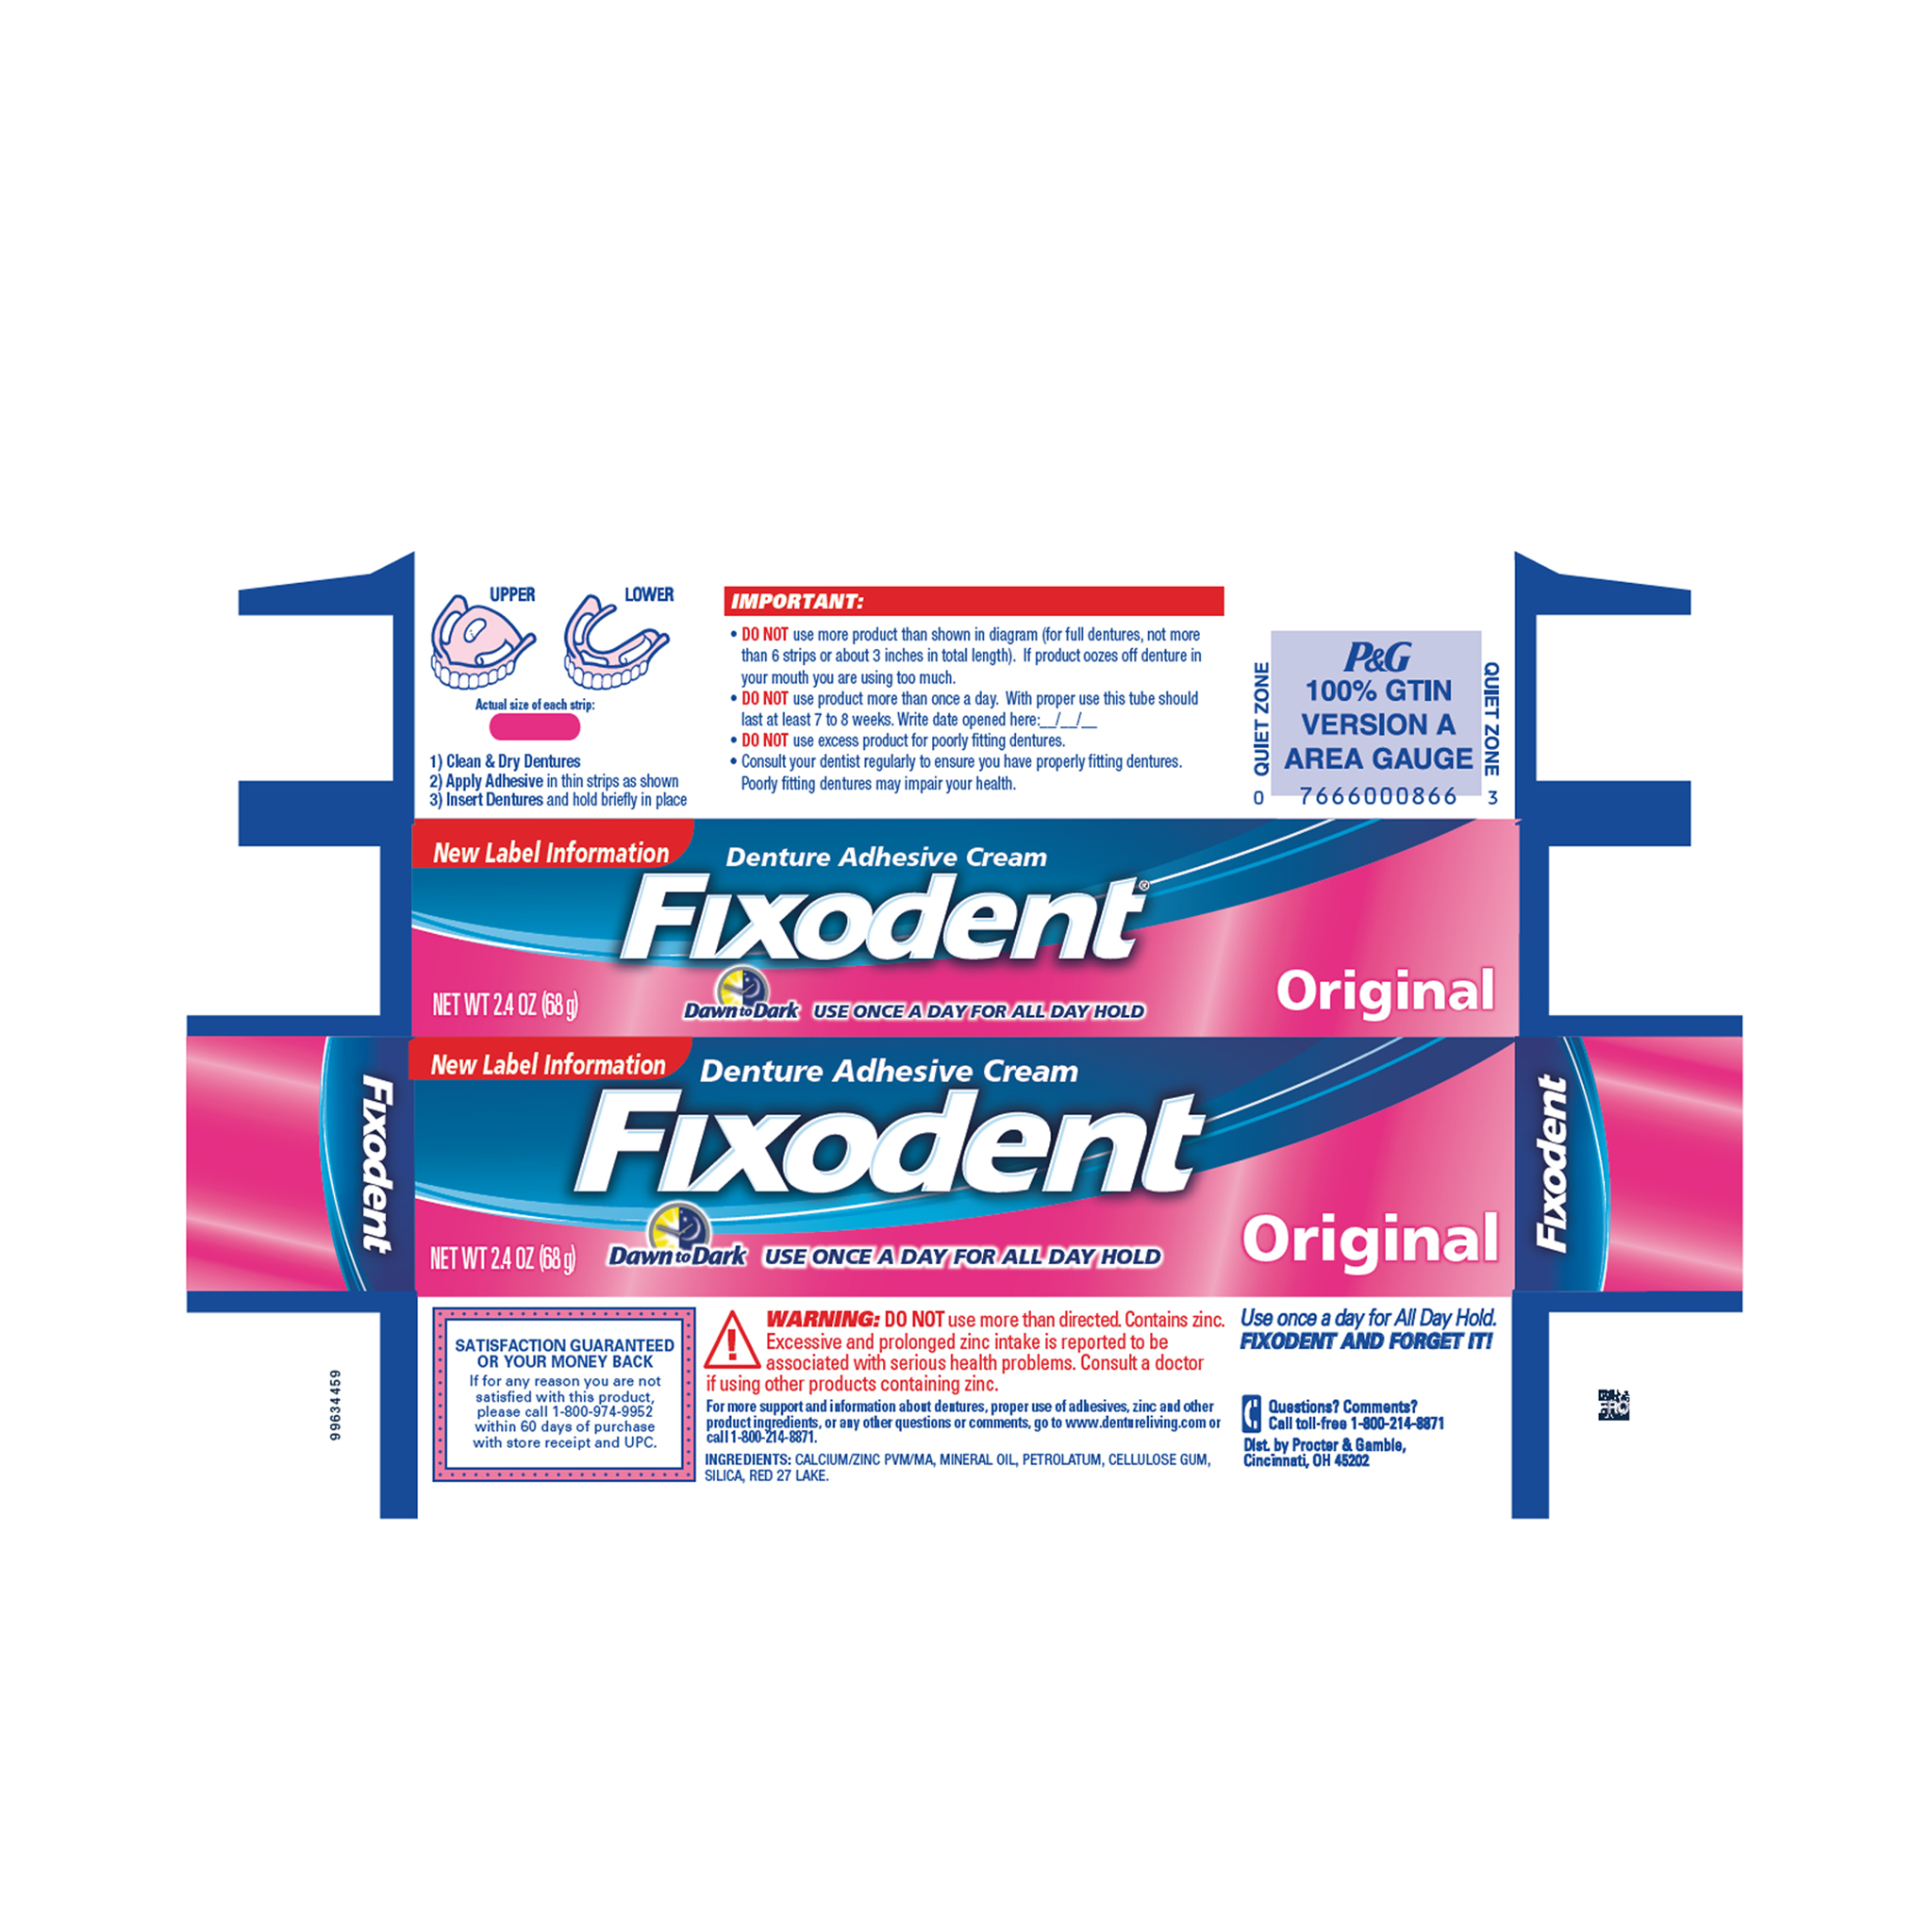 UPPER
LOWER
Actual size of each strip:
1) Clean & Dry Dentures
2) Apply Adhesive in thin strips as shown
3) Insert Dentures and hold briefly in place
IMPORTANT:
• DO NOT use more product than shown in diagram (for full dentures, not more
than 6 strips or about 3 inches in total length). If product oozes off denture in
your mouth you are using too much.
• DO NOT use product more than once a day. With proper use this tube should
last at least 7 to 8 weeks. Write date opened here:__/__/__
• DO NOT use excess product for poorly fitting dentures.
• Consult your dentist regularly to ensure you have properly fitting dentures.
Poorly fitting dentures may impair your health.
QUIET ZONE
P&G
100% GTIN
VERSION A
AREA GAUGE
QUIET ZONE
0 7666000866 3
New Label Information
Denture Adhesive Cream
Fixodent®
NET WT 2.4 OZ (68 g)
Dawn to Dark USE ONCE A DAY FOR ALL DAY HOLD
Original
Fixodent
New Label Information
Denture Adhesive Cream
Fixodent
NET WT 2.4 OZ (68 g)
Dawn to Dark USE ONCE A DAY FOR ALL DAY HOLD
Original
Fixodent
99634459
SATISFACTION GUARANTEED
OR YOUR MONEY BACK
If for any reason you are not
satisfied with this product,
please call 1-800-974-9952
within 60 days of purchase
with store receipt and UPC.
WARNING: DO NOT use more than directed. Contains zinc.
Excessive and prolonged zinc intake is reported to be
associated with serious health problems. Consult a doctor
if using other products containing zinc.
For more support and information about dentures, proper use of adhesives, zinc and other
product ingredients, or any other questions or comments, go to www.dentureliving.com or
call 1-800-214-8871.
INGREDIENTS: CALCIUM/ZINC PVM/MA, MINERAL OIL, PETROLATUM, CELLULOSE GUM,
SILICA, RED 27 LAKE.
Use once a day for All Day Hold.
FIXODENT AND FORGET IT!
Questions? Comments?
Call toll-free 1-800-214-8871
Dist. by Procter & Gamble,
Cincinnati, OH 45202